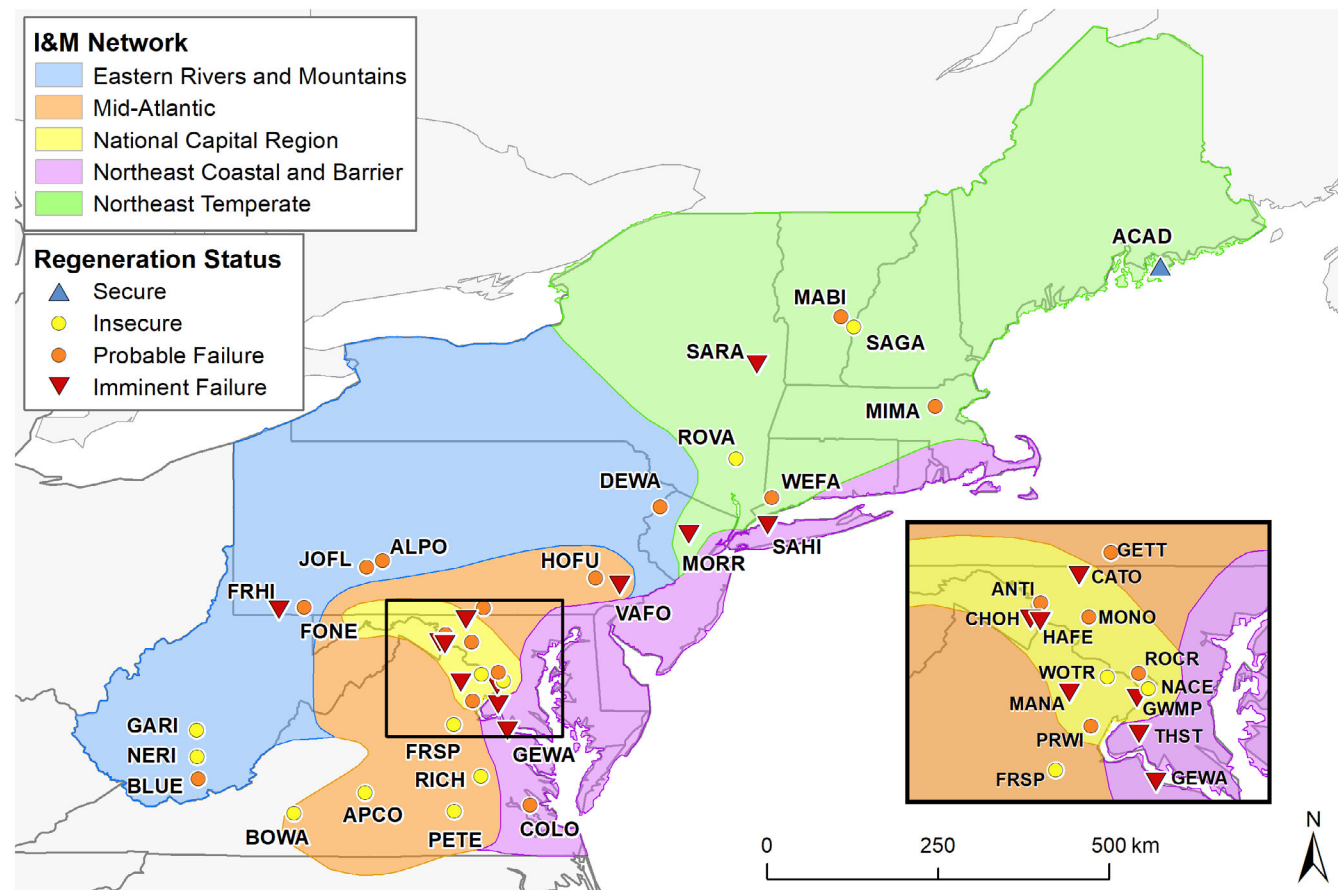 I&M Network
Eastern Rivers and Mountains
Mid-Atlantic
National Capital Region
Northeast Coastal and Barrier
Northeast Temperate
Regeneration Status
Secure
Insecure
Probable Failure
Imminent Failure
ACAD
MABI
SAGA
SARA
MIMA
ROVA
DEWA
WEFA
SAHI
MORR
JOFL
ALPO
HOFU
VAFO
FRHI
FONE
GARI
NERI
BLUE
FRSP
GEWA
RICH
APCO
BOWA
PETE
COLO
GETT
CATO
ANTI
CHOH
HAFE
MONO
WOTR
ROCR
NACE
MANA
GWMP
PRWI
THST
FRSP
GEWA
0 250 500 km
N